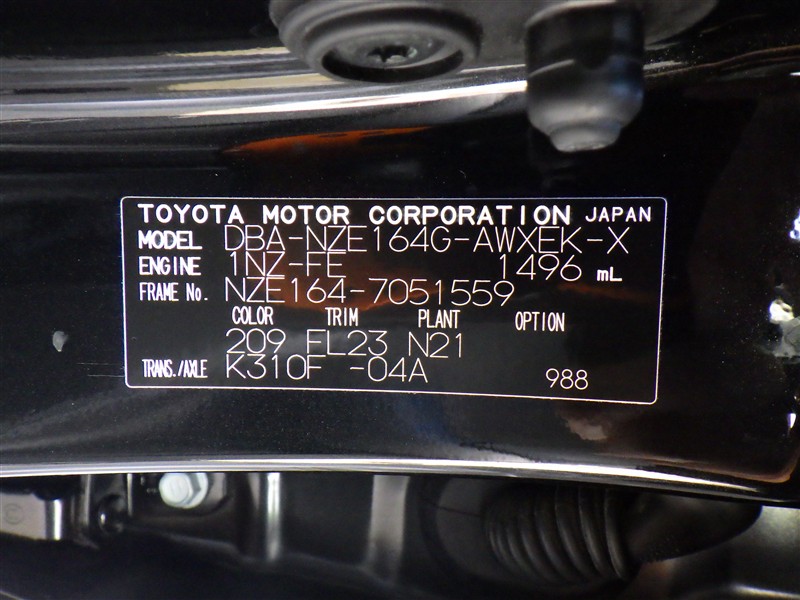 TOYOTA MOTOR CORPORATION JAPAN
MODEL DBA-NZE164G-AWXEK-X
ENGINE 1NZ-FE 1496 mL
FRAME No. NZE164-7051559
COLOR TRIM PLANT OPTION
209 FL23 N21
TRANS./AXLE K310F -04A 988